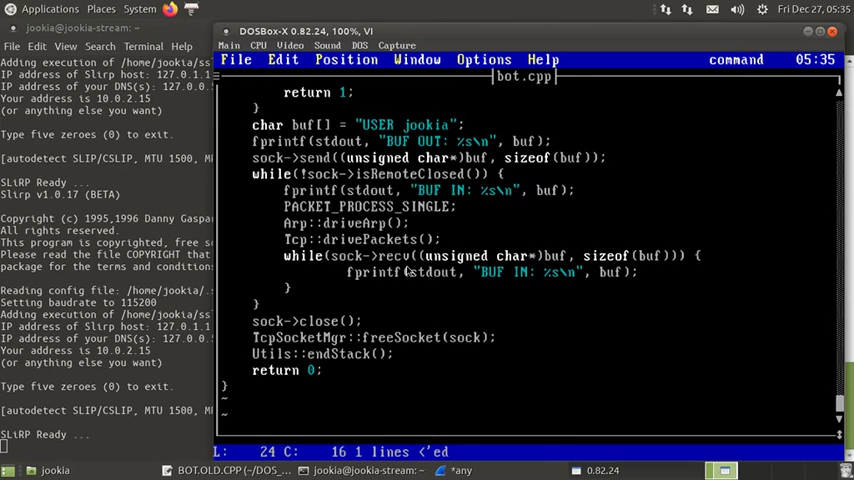 Applications Places System
Fri Dec 27, 05:35
jookia@jookia-stream: ~
File Edit View Search Terminal H
Adding execution of /home/jookia/ss
IP address of Slirp host: 127.0.1.1
IP address of your DNS(s): 127.0.0.
Your address is 10.0.2.15
(or anything else you want)
Type five zeroes (0) to exit.
[autodetect SLIP/CSLIP, MTU 1500, M
SLiRP Ready ...
Slirp v1.0.17 (BETA)
Copyright (c) 1995,1996 Danny Gaspar
All rights reserved.
This program is copyrighted, free so
Please read the file COPYRIGHT that
package for the terms and condition
Reading config file: /home/jookia/ss
Setting baudrate to 115200
Adding execution of /home/jookia/ss
IP address of Slirp host: 127.0.1.1
IP address of your DNS(s): 127.0.0.
Your address is 10.0.2.15
(or anything else you want)
Type five zeroes (0) to exit.
[autodetect SLIP/CSLIP, MTU 1500, MR
SLiRP Ready ...
DOSBox-X 0.82.24, 100%, VI
Main CPU Video Sound DOS Capture
File Edit Position Window Options Help command 05:35
bot.cpp
return 1;
}
char buf[] = "USER jookia";
fprintf(stdout, "BUF OUT: %s\n", buf);
sock->send((unsigned char*)buf, sizeof(buf));
while(!sock->isRemoteClosed()) {
fprintf(stdout, "BUF IN: %s\n", buf);
PACKET_PROCESS_SINGLE;
Arp::driveArp();
Tcp::drivePackets();
while(sock->recv((unsigned char*)buf, sizeof(buf))) {
fprintf(stdout, "BUF IN: %s\n", buf);
}
}
sock->close();
TcpSocketMgr::freeSocket(sock);
Utils::endStack();
return 0;
}
~
~
L: 24 C: 16 1 lines <'ed
jookia
BOT.OLD.CPP (~/DOS_...
jookia@jookia-stream: ~
*any
0.82.24